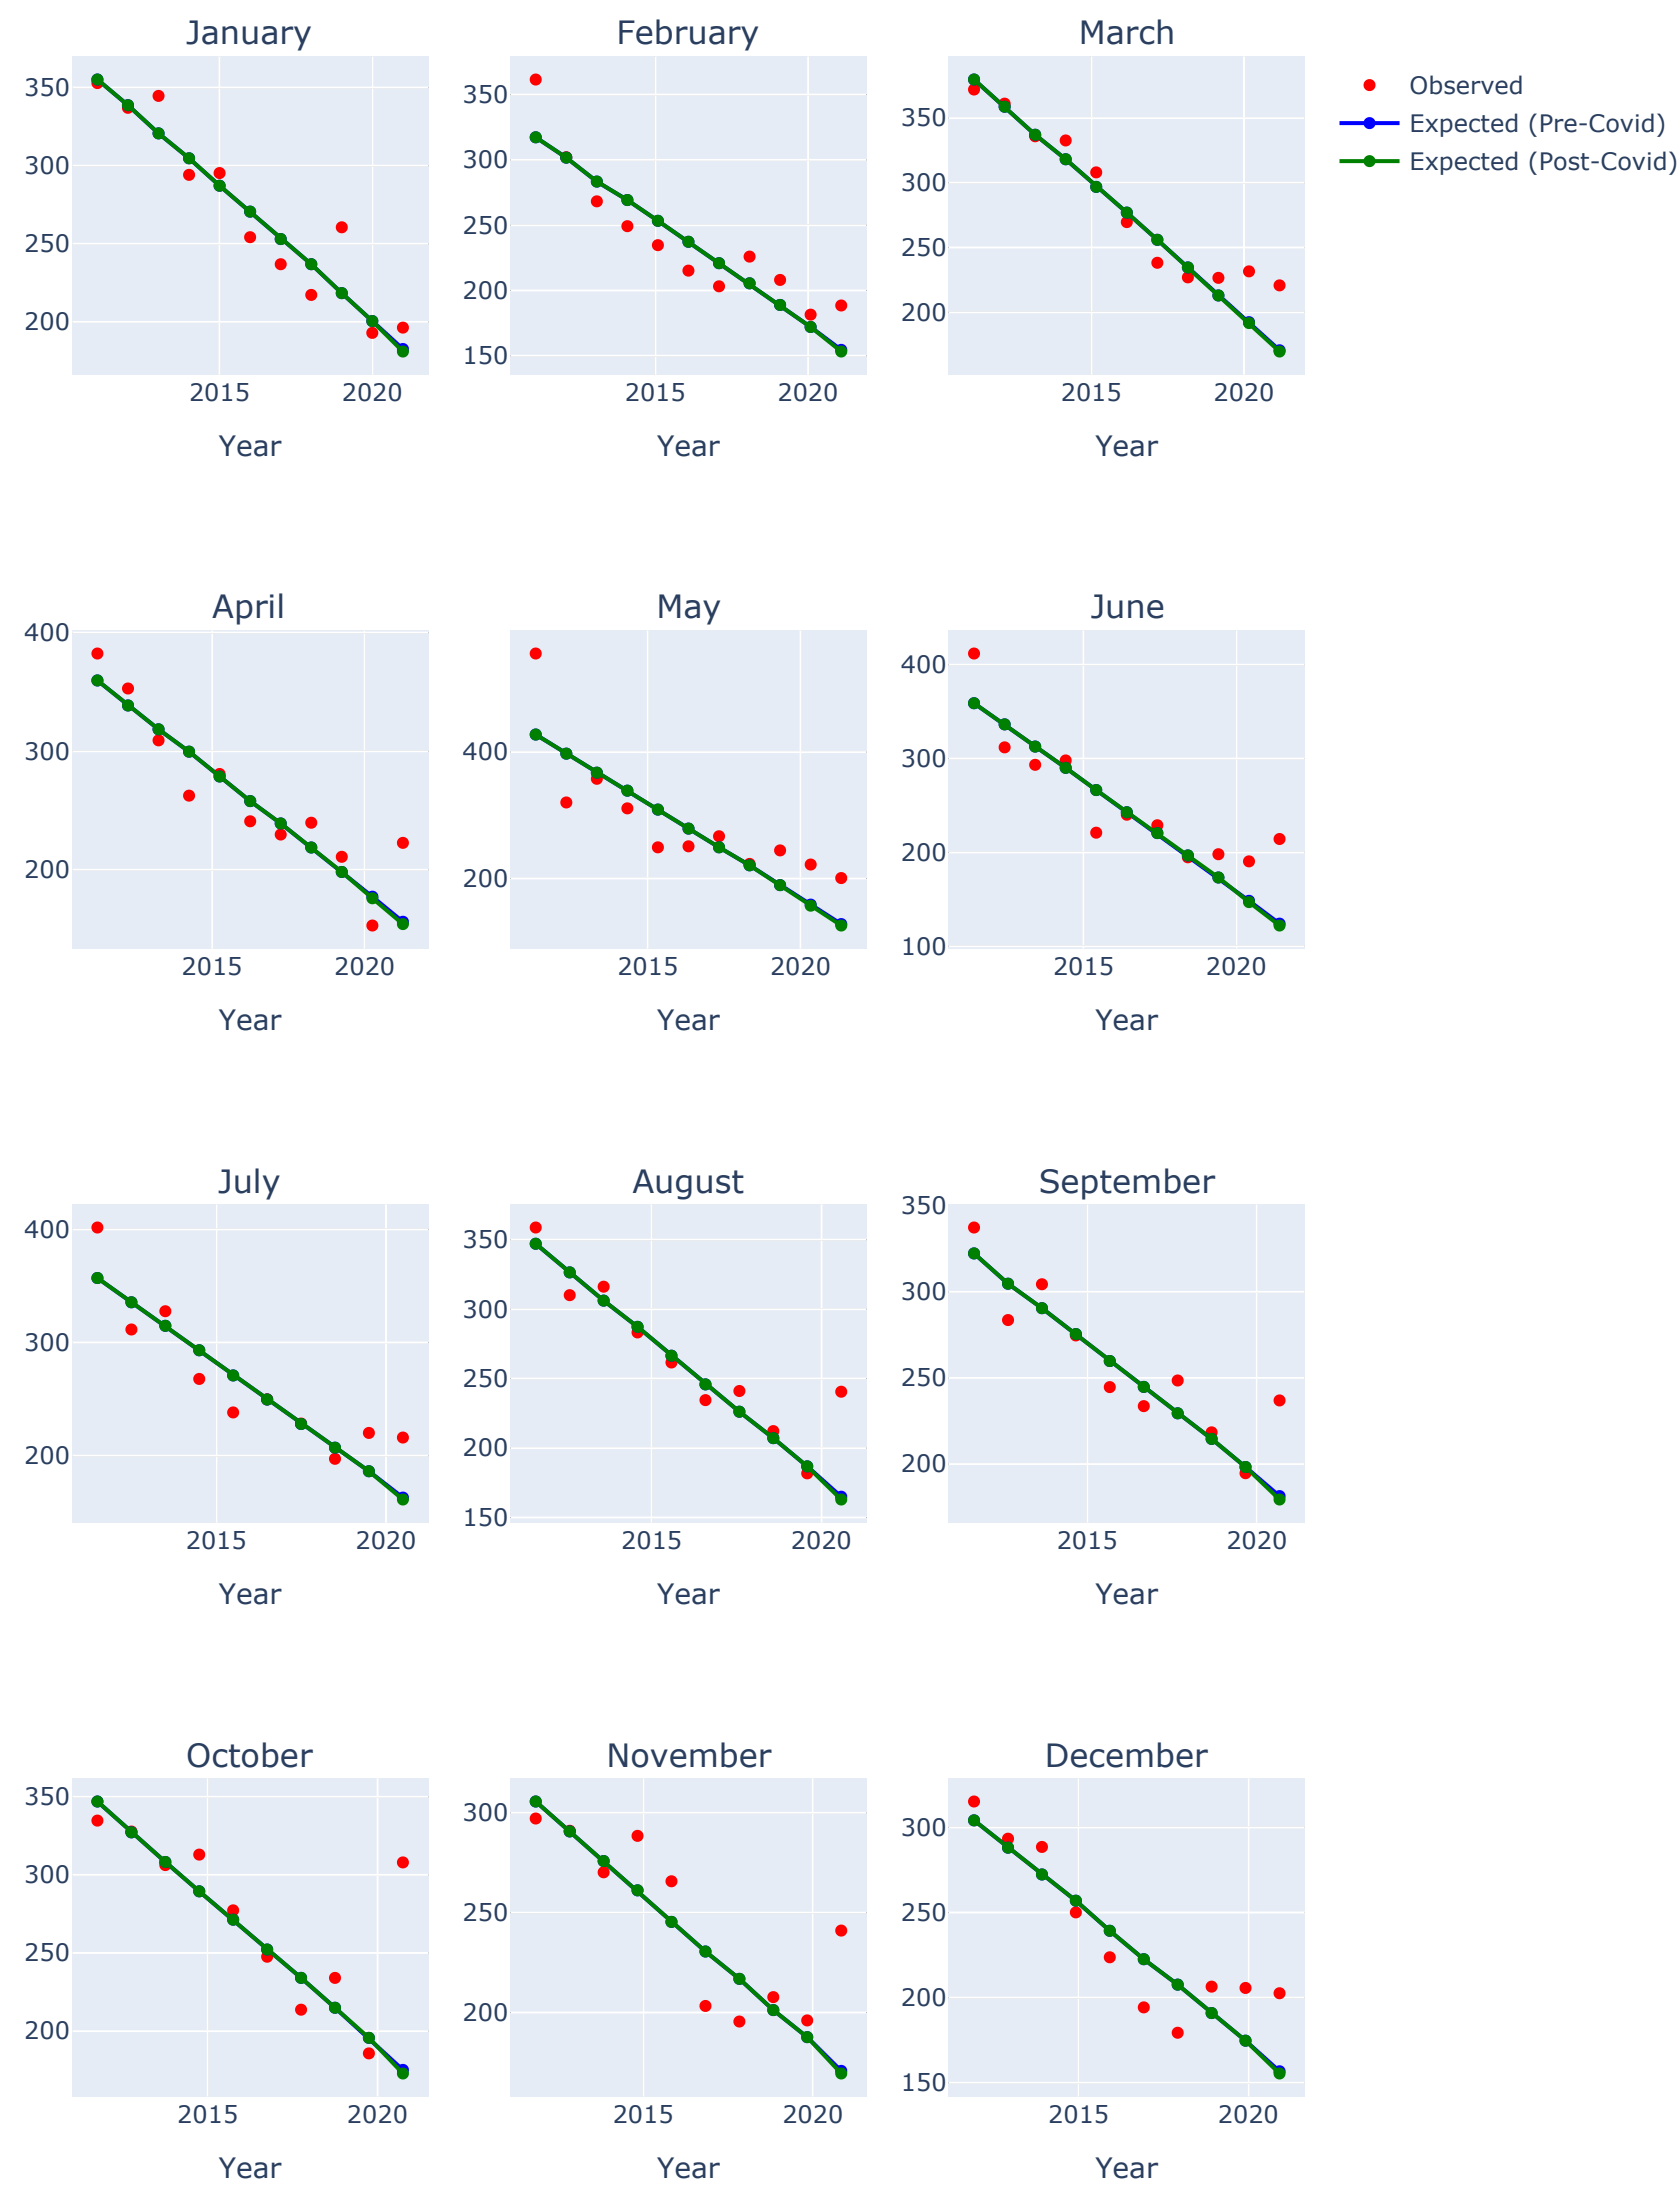 January
February
March
350
300
250
200
2015
2020
Year
350
300
250
200
150
2015
2020
Year
350
300
250
200
2015
2020
Year
Observed
Expected (Pre-Covid)
Expected (Post-Covid)
April
May
June
400
300
200
2015
2020
Year
400
200
2015
2020
Year
400
300
200
100
2015
2020
Year
July
August
September
400
300
200
2015
2020
Year
350
300
250
200
150
2015
2020
Year
350
300
250
200
2015
2020
Year
October
November
December
350
300
250
200
2015
2020
Year
300
250
200
2015
2020
Year
300
250
200
150
2015
2020
Year